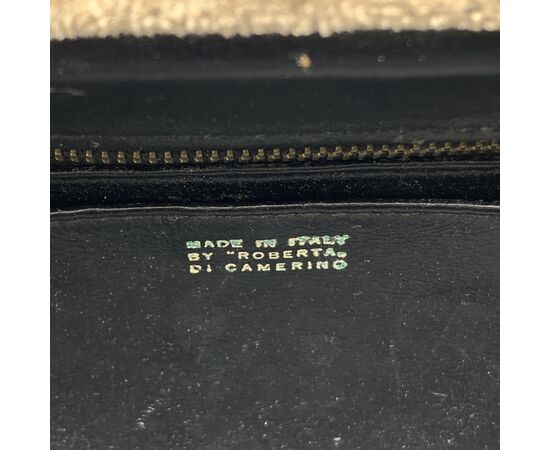 MADE IN ITALY
BY "ROBERTA„
DI CAMERINO